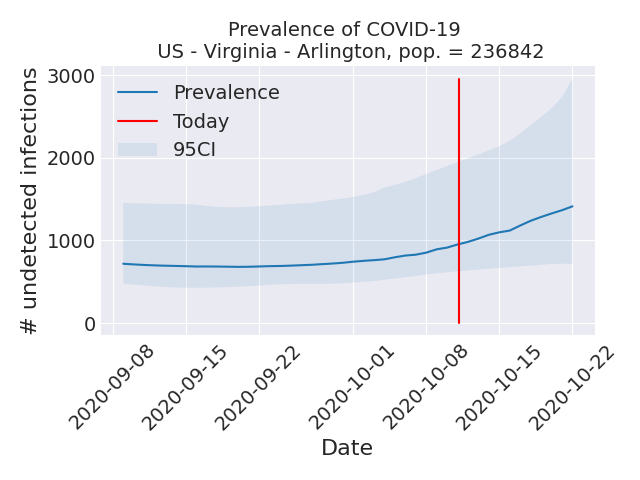 Prevalence of COVID-19
US - Virginia - Arlington, pop. = 236842
# undetected infections
3000
2000
1000
0
Prevalence
Today
95CI
2020-09-08
2020-09-15
2020-09-22
2020-10-01
2020-10-08
2020-10-15
2020-10-22
Date